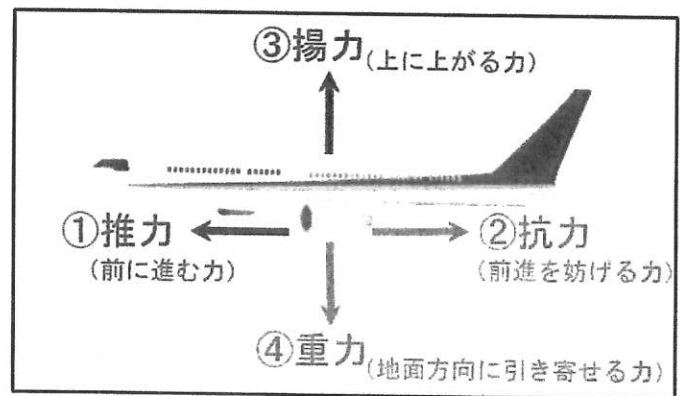 ③揚力(上に上がる力)
①推力
(前に進む力)
②抗力
(前進を妨げる力)
④重力(地面方向に引き寄せる力)